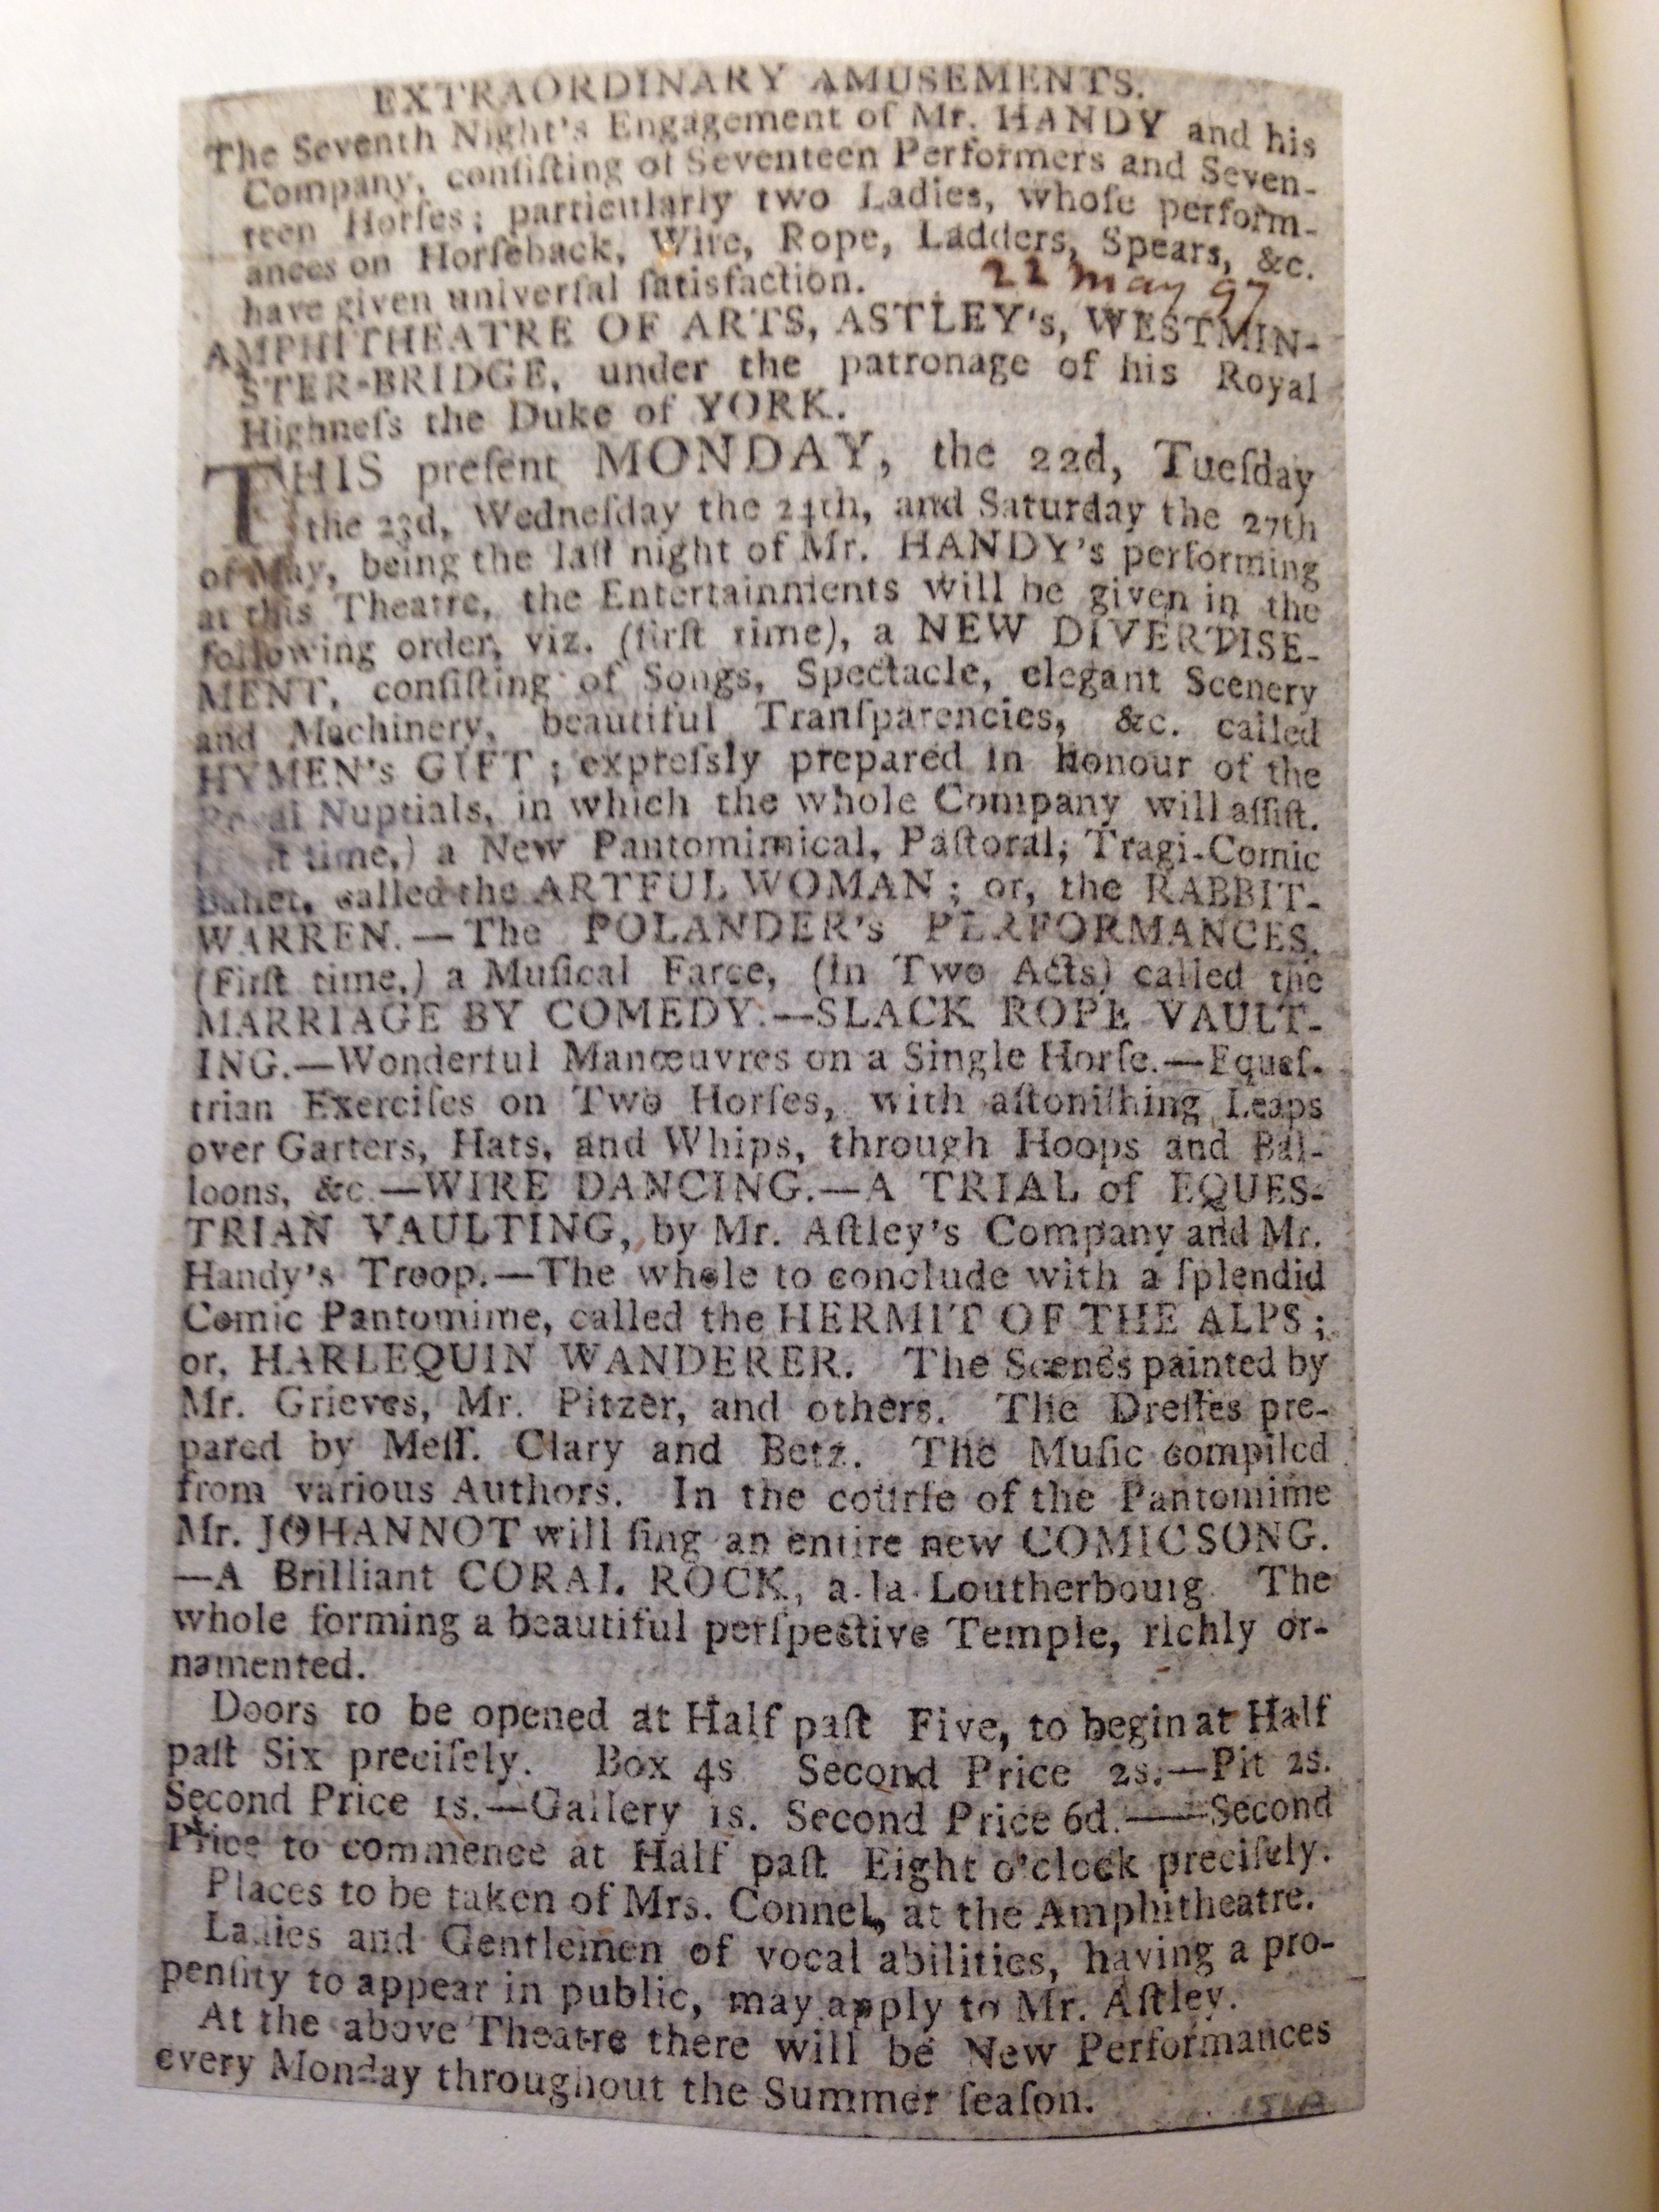 EXTRAORDINARY AMUSEMENTS.
The Seventh Night's Engagement of Mr. HANDY and his
Company, conſiſting of Seventeen Performers and Seven-
teen Horſes; particularly two Ladies, whoſe perform-
ances on Horſeback, Wire, Rope, Ladders, Spears, &c.
have given univerſal ſatisfaction.
22 may 97
AMPHITHEATRE OF ARTS, ASTLEY's, WESTMIN-
STER-BRIDGE, under the patronage of his Royal
Highneſs the Duke of YORK.
THIS preſent MONDAY, the 22d, Tueſday
the 23d, Wedneſday the 24th, and Saturday the 27th
of May, being the laſt night of Mr. HANDY's performing
at this Theatre, the Entertainments will be given in the
following order, viz. (firſt time), a NEW DIVERTISE-
MENT, conſiſting of Songs, Spectacle, elegant Scenery
and Machinery, beautiful Tranſparencies, &c. called
HYMEN's GIFT; expreſsly prepared in honour of the
Royal Nuptials, in which the whole Company will aſſiſt.
time,) a New Pantomimical, Paſtoral, Tragi-Comic
Ballet, called the ARTFUL WOMAN; or, the RABBIT-
WARREN.—The POLANDER's PERFORMANCES.
(Firſt time,) a Muſical Farce, (in Two Acts) called the
MARRIAGE BY COMEDY.—SLACK ROPE VAULT-
ING.—Wonderful Manœuvres on a Single Horſe.—Equeſ-
trian Exerciſes on Two Horſes, with aſtoniſhing Leaps
over Garters, Hats, and Whips, through Hoops and Bal-
loons, &c.—WIRE DANCING.—A TRIAL of EQUES-
TRIAN VAULTING, by Mr. Aſtley's Company and Mr.
Handy's Troop.—The whole to conclude with a ſplendid
Comic Pantomime, called the HERMIT OF THE ALPS;
or, HARLEQUIN WANDERER. The Scenes painted by
Mr. Grieves, Mr. Pitzer, and others. The Dreſſes pre-
pared by Meſſ. Clary and Betz. The Muſic compiled
from various Authors. In the courſe of the Pantomime
Mr. JOHANNOT will ſing an entire new COMIC SONG.
—A Brilliant CORAL ROCK, a-la-Loutherbourg. The
whole forming a beautiful perſpective Temple, richly or-
namented.
Doors to be opened at Half paſt Five, to begin at Half
paſt Six preciſely. Box 4s Second Price 2s.—Pit 2s.
Second Price 1s.—Gallery 1s. Second Price 6d.——Second
Price to commence at Half paſt Eight o'clock preciſely.
Places to be taken of Mrs. Connel, at the Amphitheatre.
Ladies and Gentlemen of vocal abilities, having a pro-
penſity to appear in public, may apply to Mr. Aſtley.
At the above Theatre there will be New Performances
every Monday throughout the Summer ſeaſon.